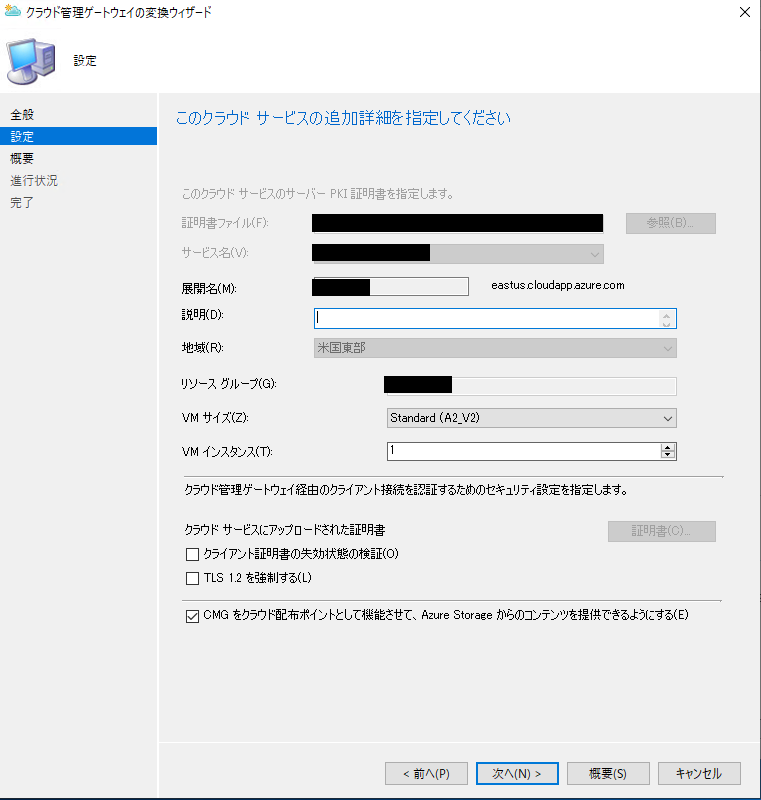 クラウド管理ゲートウェイの変換ウィザード
設定
全般
設定
概要
進行状況
完了
このクラウド サービスの追加詳細を指定してください
このクラウド サービスのサーバー PKI 証明書を指定します。
証明書ファイル(F):
参照(B)...
サービス名(V):
展開名(M):
eastus.cloudapp.azure.com
説明(D):
地域(R):
米国東部
リソース グループ(G):
VM サイズ(Z):
Standard (A2_V2)
VM インスタンス(T):
1
クラウド管理ゲートウェイ経由のクライアント接続を認証するためのセキュリティ設定を指定します。
クラウド サービスにアップロードされた証明書
証明書(C)...
クライアント証明書の失効状態の検証(O)
TLS 1.2 を強制する(L)
CMG をクラウド配布ポイントとして機能させて、Azure Storage からのコンテンツを提供できるようにする(E)
< 前へ(P)
次へ(N) >
概要(S)
キャンセル